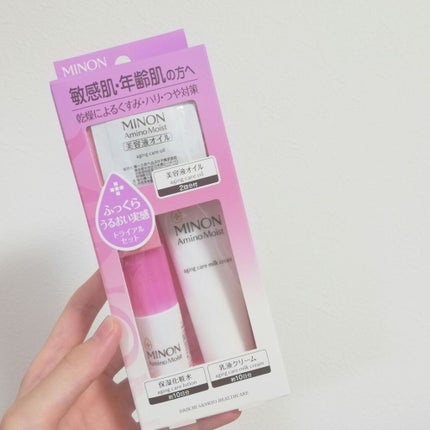 MINON
敏感肌・年齢肌の方へ
乾燥によるくすみ・ハリ・つや対策
MINON
Amino Moist
美容液オイル
aging care oil
美容液オイル
aging care oil
2回分
ふっくら
うるおい実感
トライアル
セット
MINON
Amino Moist
aging care milk cream
MINON
Amino Moist
保湿化粧水
aging care lotion
約10日分
乳液クリーム
aging care milk cream
約10日分
DAIICHI SANKYO HEALTHCARE